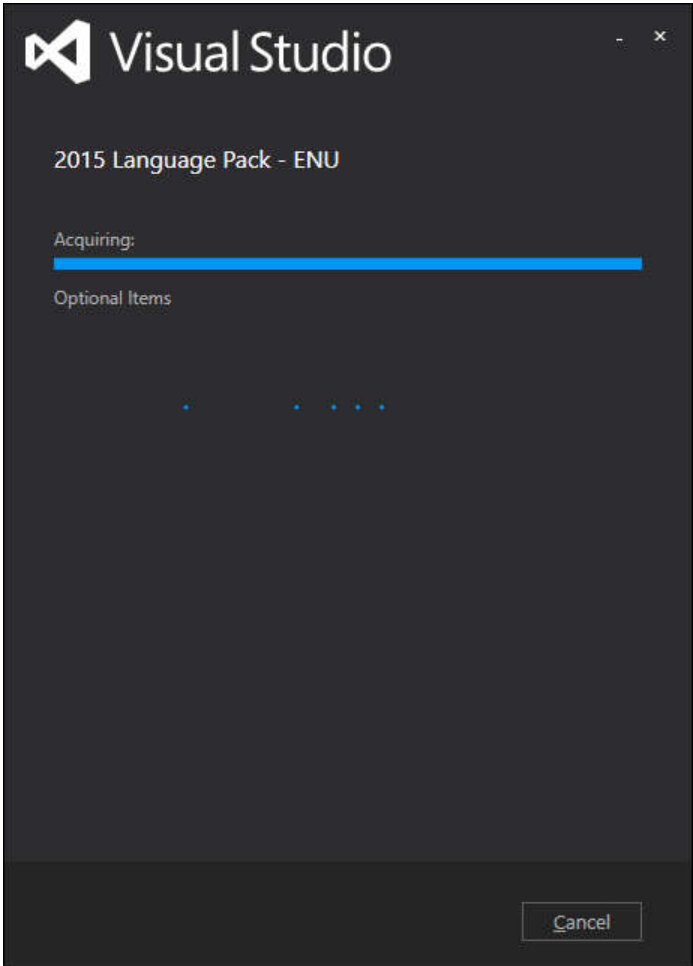 Visual Studio
2015 Language Pack - ENU
Acquiring:
Optional Items
Cancel